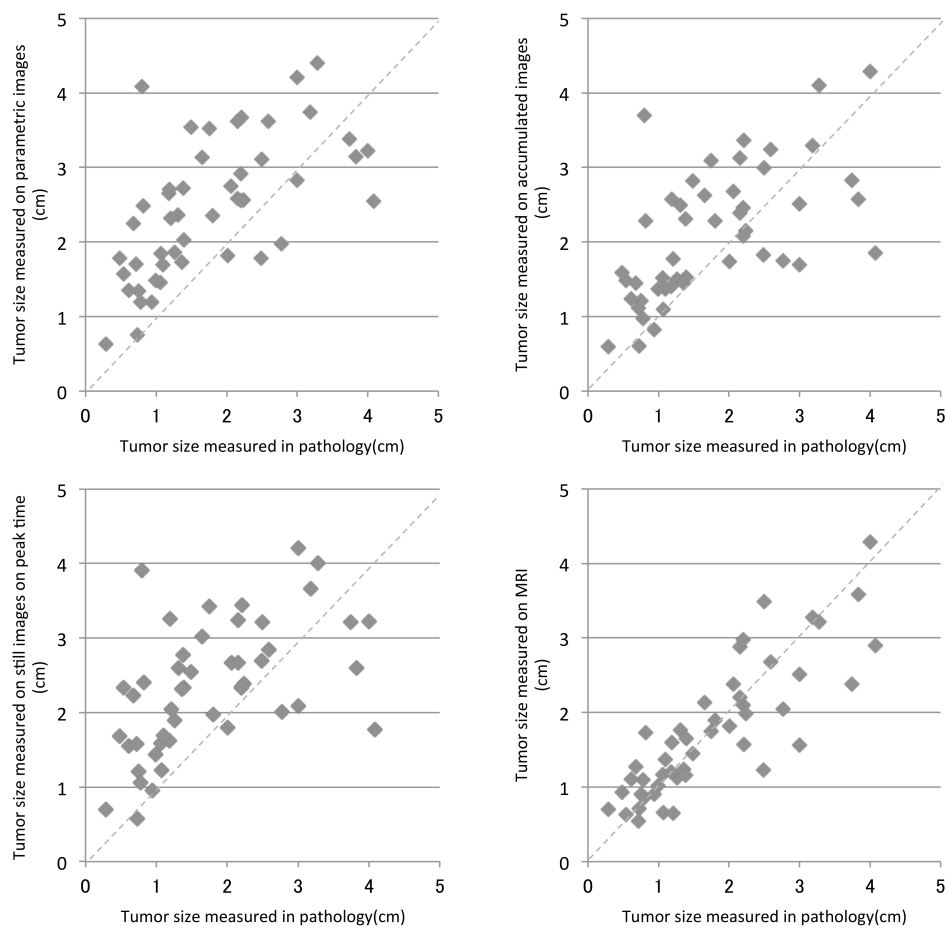 Tumor size measured on parametric images
(cm)
5
4
3
2
1
0
0 1 2 3 4 5
Tumor size measured in pathology(cm)
Tumor size measured on accumulated images
(cm)
5
4
3
2
1
0
0 1 2 3 4 5
Tumor size measured in pathology(cm)
Tumor size measured on still images on peak time
(cm)
5
4
3
2
1
0
0 1 2 3 4 5
Tumor size measured in pathology(cm)
Tumor size measured on MRI
(cm)
5
4
3
2
1
0
0 1 2 3 4 5
Tumor size measured in pathology(cm)